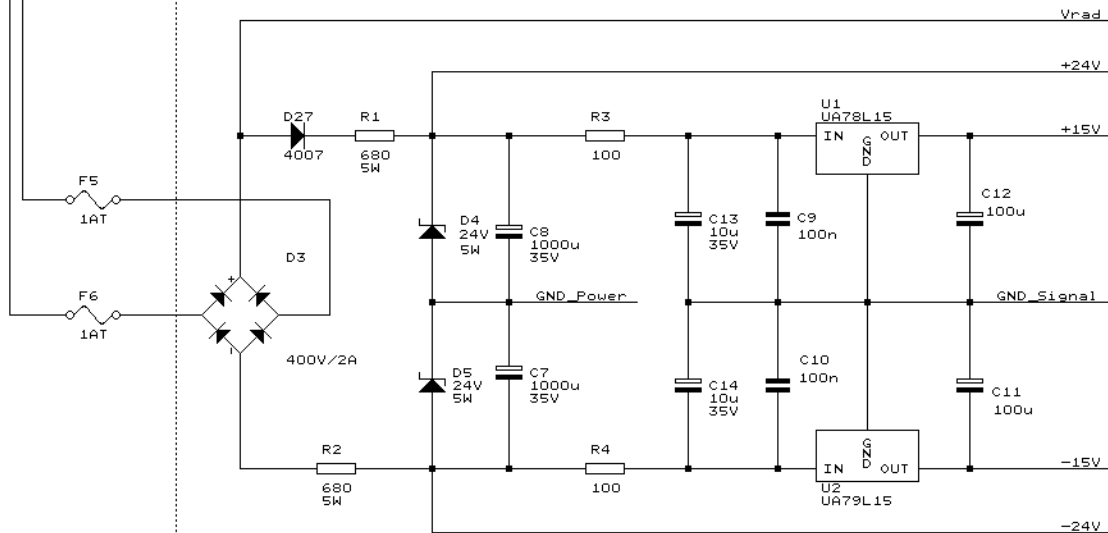 Vrad
+24V
D27
4007
R1
680
5W
R3
100
U1
UA78L15
IN
GND
OUT
+15V
F5
1AT
D4
24V
5W
C8
1000u
35V
C13
10u
35V
C9
100n
C12
100u
D3
+
-
400V/2A
F6
1AT
GND_Power
GND_Signal
D5
24V
5W
C7
1000u
35V
C14
10u
35V
C10
100n
C11
100u
R2
680
5W
R4
100
GND
IN
OUT
U2
UA79L15
-15V
-24V